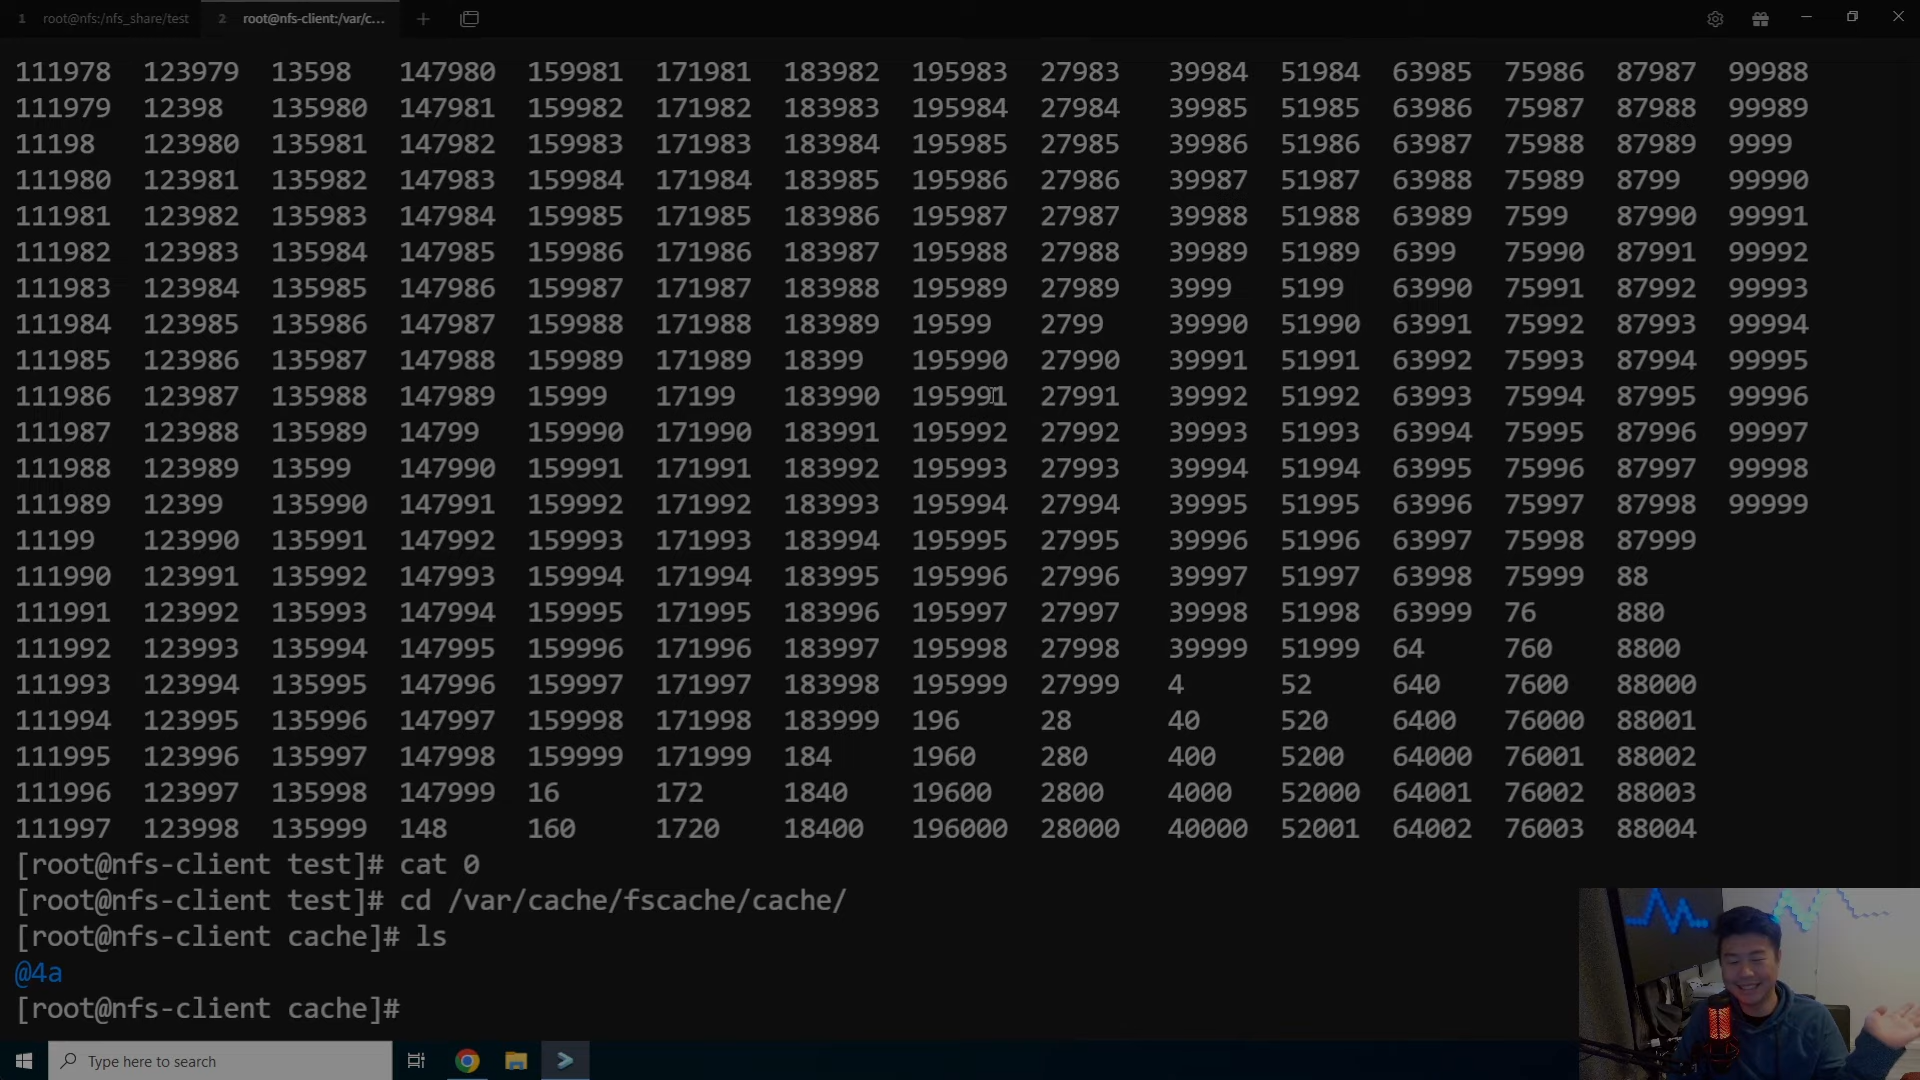 1 root@nfs:/nfs_share/test 2 root@nfs-client:/var/c...
111978 123979 13598 147980 159981 171981 183982 195983 27983 39984 51984 63985 75986 87987 99988
111979 12398 135980 147981 159982 171982 183983 195984 27984 39985 51985 63986 75987 87988 99989
11198 123980 135981 147982 159983 171983 183984 195985 27985 39986 51986 63987 75988 87989 9999
111980 123981 135982 147983 159984 171984 183985 195986 27986 39987 51987 63988 75989 8799 99990
111981 123982 135983 147984 159985 171985 183986 195987 27987 39988 51988 63989 7599 87990 99991
111982 123983 135984 147985 159986 171986 183987 195988 27988 39989 51989 6399 75990 87991 99992
111983 123984 135985 147986 159987 171987 183988 195989 27989 3999 5199 63990 75991 87992 99993
111984 123985 135986 147987 159988 171988 183989 19599 2799 39990 51990 63991 75992 87993 99994
111985 123986 135987 147988 159989 171989 18399 195990 27990 39991 51991 63992 75993 87994 99995
111986 123987 135988 147989 15999 17199 183990 195991 27991 39992 51992 63993 75994 87995 99996
111987 123988 135989 14799 159990 171990 183991 195992 27992 39993 51993 63994 75995 87996 99997
111988 123989 13599 147990 159991 171991 183992 195993 27993 39994 51994 63995 75996 87997 99998
111989 12399 135990 147991 159992 171992 183993 195994 27994 39995 51995 63996 75997 87998 99999
11199 123990 135991 147992 159993 171993 183994 195995 27995 39996 51996 63997 75998 87999
111990 123991 135992 147993 159994 171994 183995 195996 27996 39997 51997 63998 75999 88
111991 123992 135993 147994 159995 171995 183996 195997 27997 39998 51998 63999 76 880
111992 123993 135994 147995 159996 171996 183997 195998 27998 39999 51999 64 760 8800
111993 123994 135995 147996 159997 171997 183998 195999 27999 4 52 640 7600 88000
111994 123995 135996 147997 159998 171998 183999 196 28 40 520 6400 76000 88001
111995 123996 135997 147998 159999 171999 184 1960 280 400 5200 64000 76001 88002
111996 123997 135998 147999 16 172 1840 19600 2800 4000 52000 64001 76002 88003
111997 123998 135999 148 160 1720 18400 196000 28000 40000 52001 64002 76003 88004
[root@nfs-client test]# cat 0
[root@nfs-client test]# cd /var/cache/fscache/cache/
[root@nfs-client cache]# ls
@4a
[root@nfs-client cache]#
Type here to search